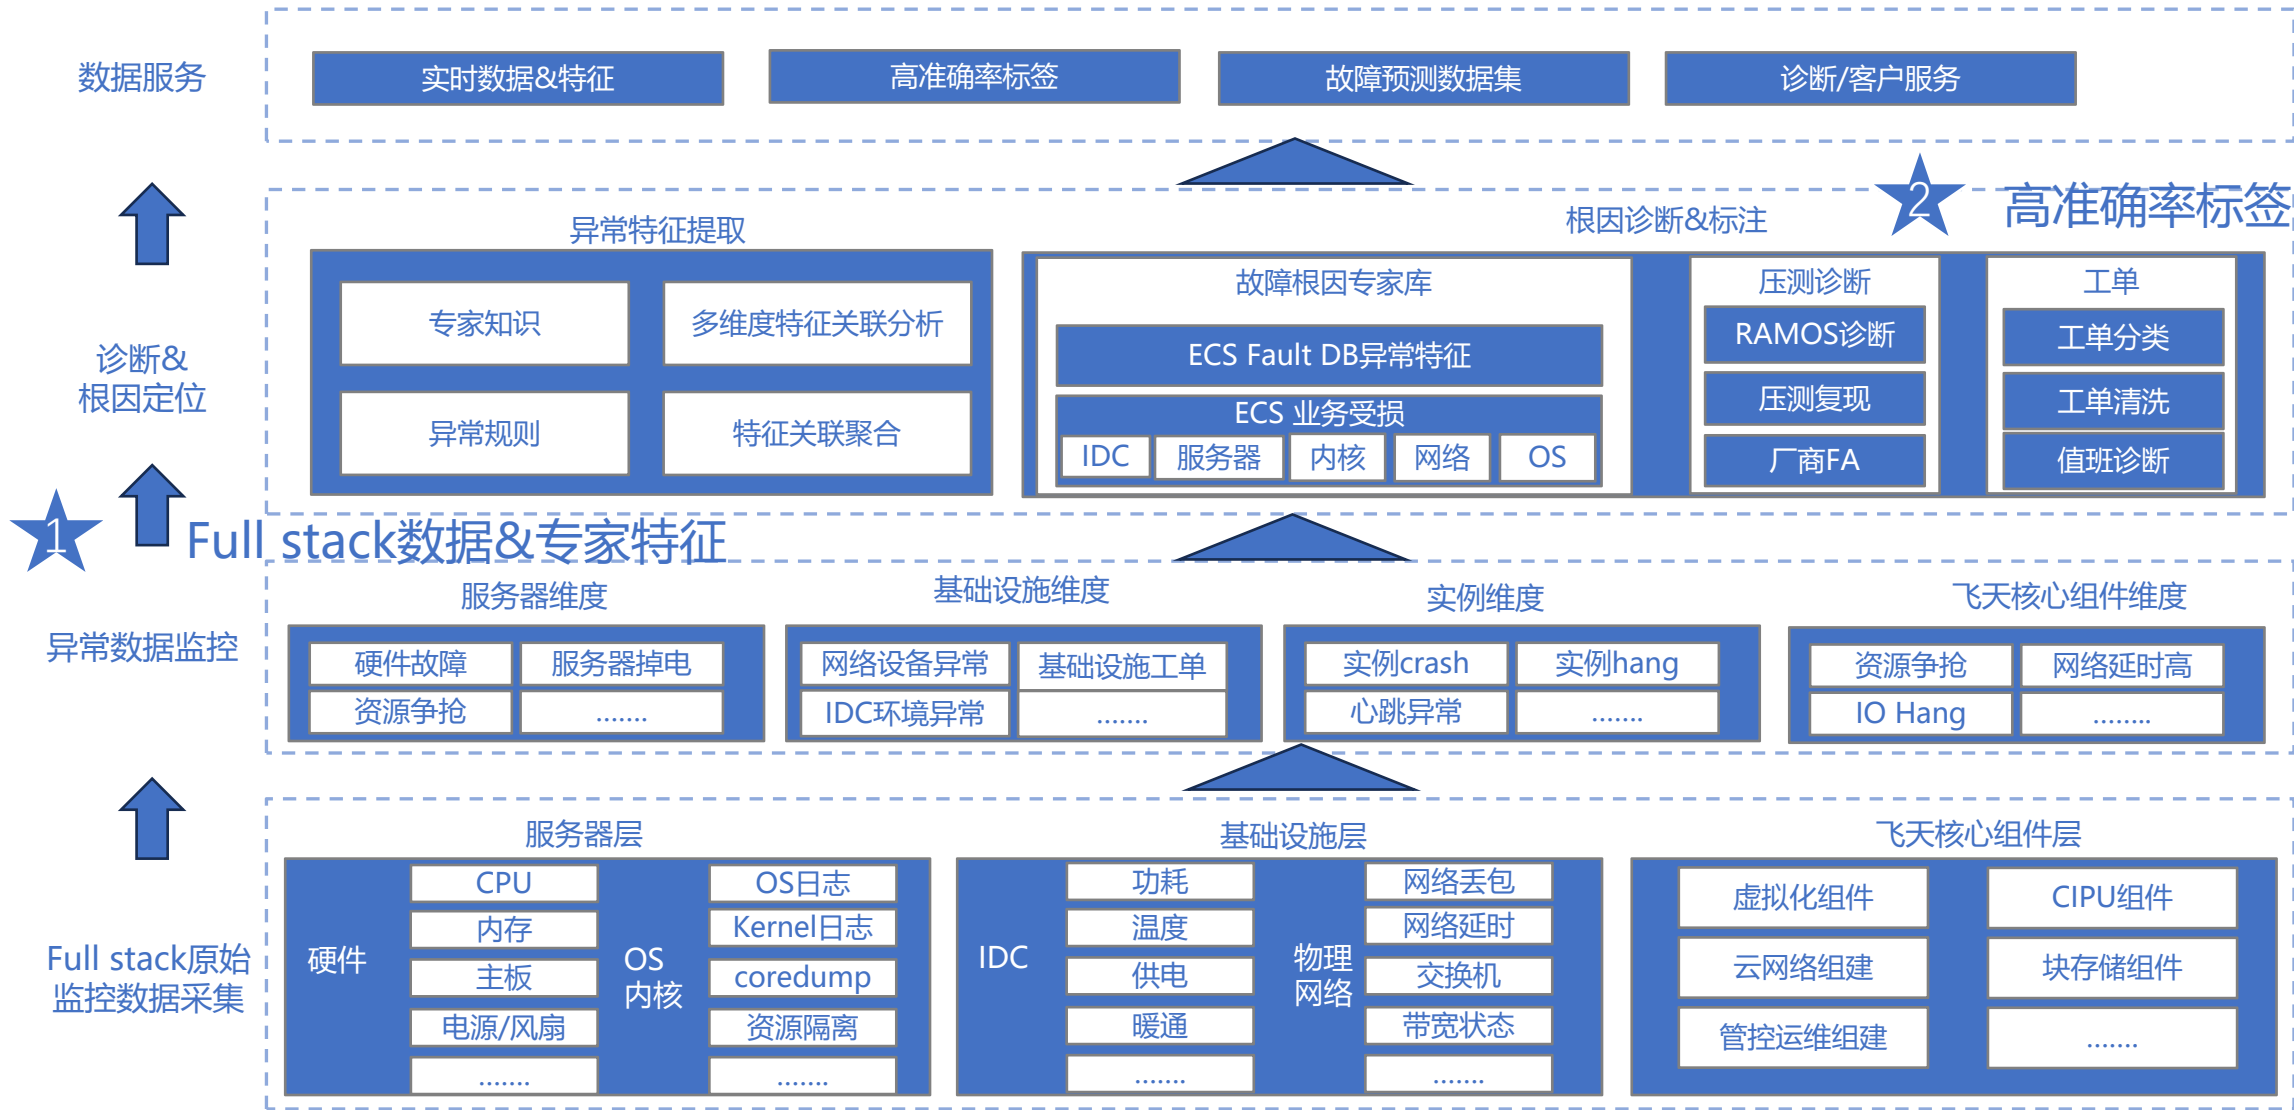 数据服务
实时数据&特征
高准确率标签
故障预测数据集
诊断/客户服务
2
高准确率标签
诊断&
根因定位
异常特征提取
专家知识
多维度特征关联分析
异常规则
特征关联聚合
根因诊断&标注
故障根因专家库
ECS Fault DB异常特征
ECS 业务受损
IDC
服务器
内核
网络
OS
压测诊断
RAMOS诊断
压测复现
厂商FA
工单
工单分类
工单清洗
值班诊断
1
Full stack数据&专家特征
异常数据监控
服务器维度
硬件故障
服务器掉电
资源争抢
.......
基础设施维度
网络设备异常
基础设施工单
IDC环境异常
.......
实例维度
实例crash
实例hang
心跳异常
.......
飞天核心组件维度
资源争抢
网络延时高
IO Hang
........
Full stack原始
监控数据采集
服务器层
硬件
CPU
内存
主板
电源/风扇
.......
OS
内核
OS日志
Kernel日志
coredump
资源隔离
.......
基础设施层
IDC
功耗
温度
供电
暖通
.......
物理
网络
网络丢包
网络延时
交换机
带宽状态
.......
飞天核心组件层
虚拟化组件
CIPU组件
云网络组建
块存储组件
管控运维组建
.......